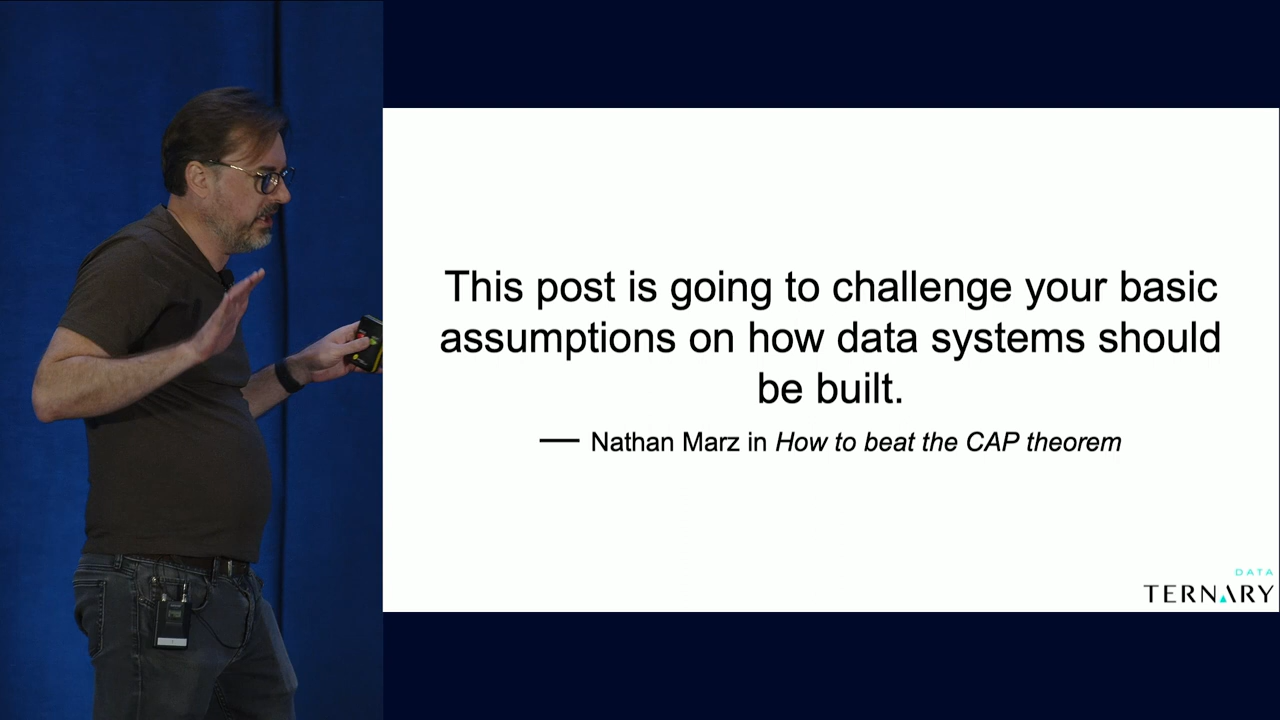 This post is going to challenge your basic
assumptions on how data systems should
be built.
— Nathan Marz in How to beat the CAP theorem
DATA
TERNARY